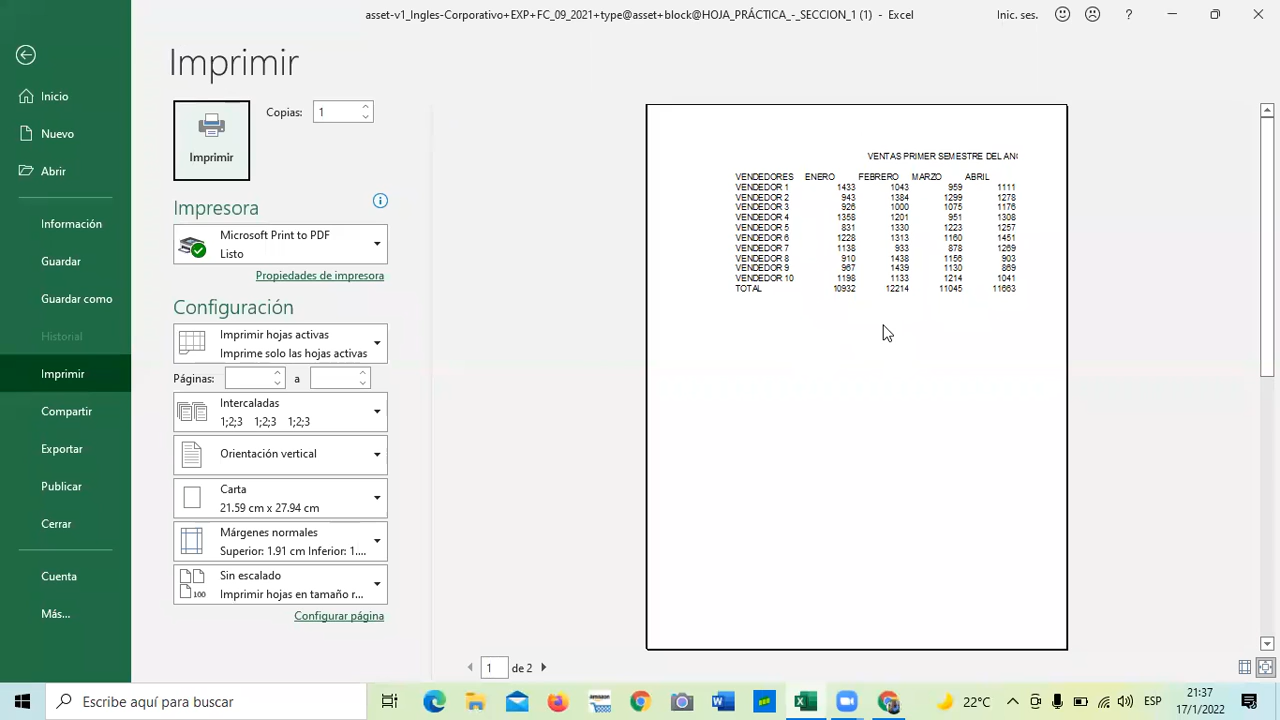 asset-v1_Ingles-Corporativo+EXP+FC_09_2021+type@asset+block@HOJA_PRÁCTICA_-_SECCION_1 (1) - Excel
Inic. ses.
?
Imprimir
Inicio
Nuevo
Abrir
Información
Guardar
Guardar como
Historial
Imprimir
Compartir
Exportar
Publicar
Cerrar
Cuenta
Más...
Imprimir
Copias: 1
Impresora
Microsoft Print to PDF
Listo
Propiedades de impresora
Configuración
Imprimir hojas activas
Imprime solo las hojas activas
Páginas: a
Intercaladas
1;2;3 1;2;3 1;2;3
Orientación vertical
Carta
21.59 cm x 27.94 cm
Márgenes normales
Superior: 1.91 cm Inferior: 1....
Sin escalado
100
Imprimir hojas en tamaño r...
Configurar página
VENTAS PRIMER SEMESTRE DEL AÑO
VENDEDORES ENERO FEBRERO MARZO ABRIL
VENDEDOR 1 1433 1043 959 1111
VENDEDOR 2 943 1384 1299 1278
VENDEDOR 3 926 1000 1075 1176
VENDEDOR 4 1358 1201 951 1308
VENDEDOR 5 831 1330 1223 1257
VENDEDOR 6 1228 1313 1160 1451
VENDEDOR 7 1138 933 878 1269
VENDEDOR 8 910 1438 1156 903
VENDEDOR 9 967 1439 1130 869
VENDEDOR 10 1198 1133 1214 1041
TOTAL 10932 12214 11045 11663
1 de 2
Escribe aquí para buscar
22°C
ESP
21:37
17/1/2022